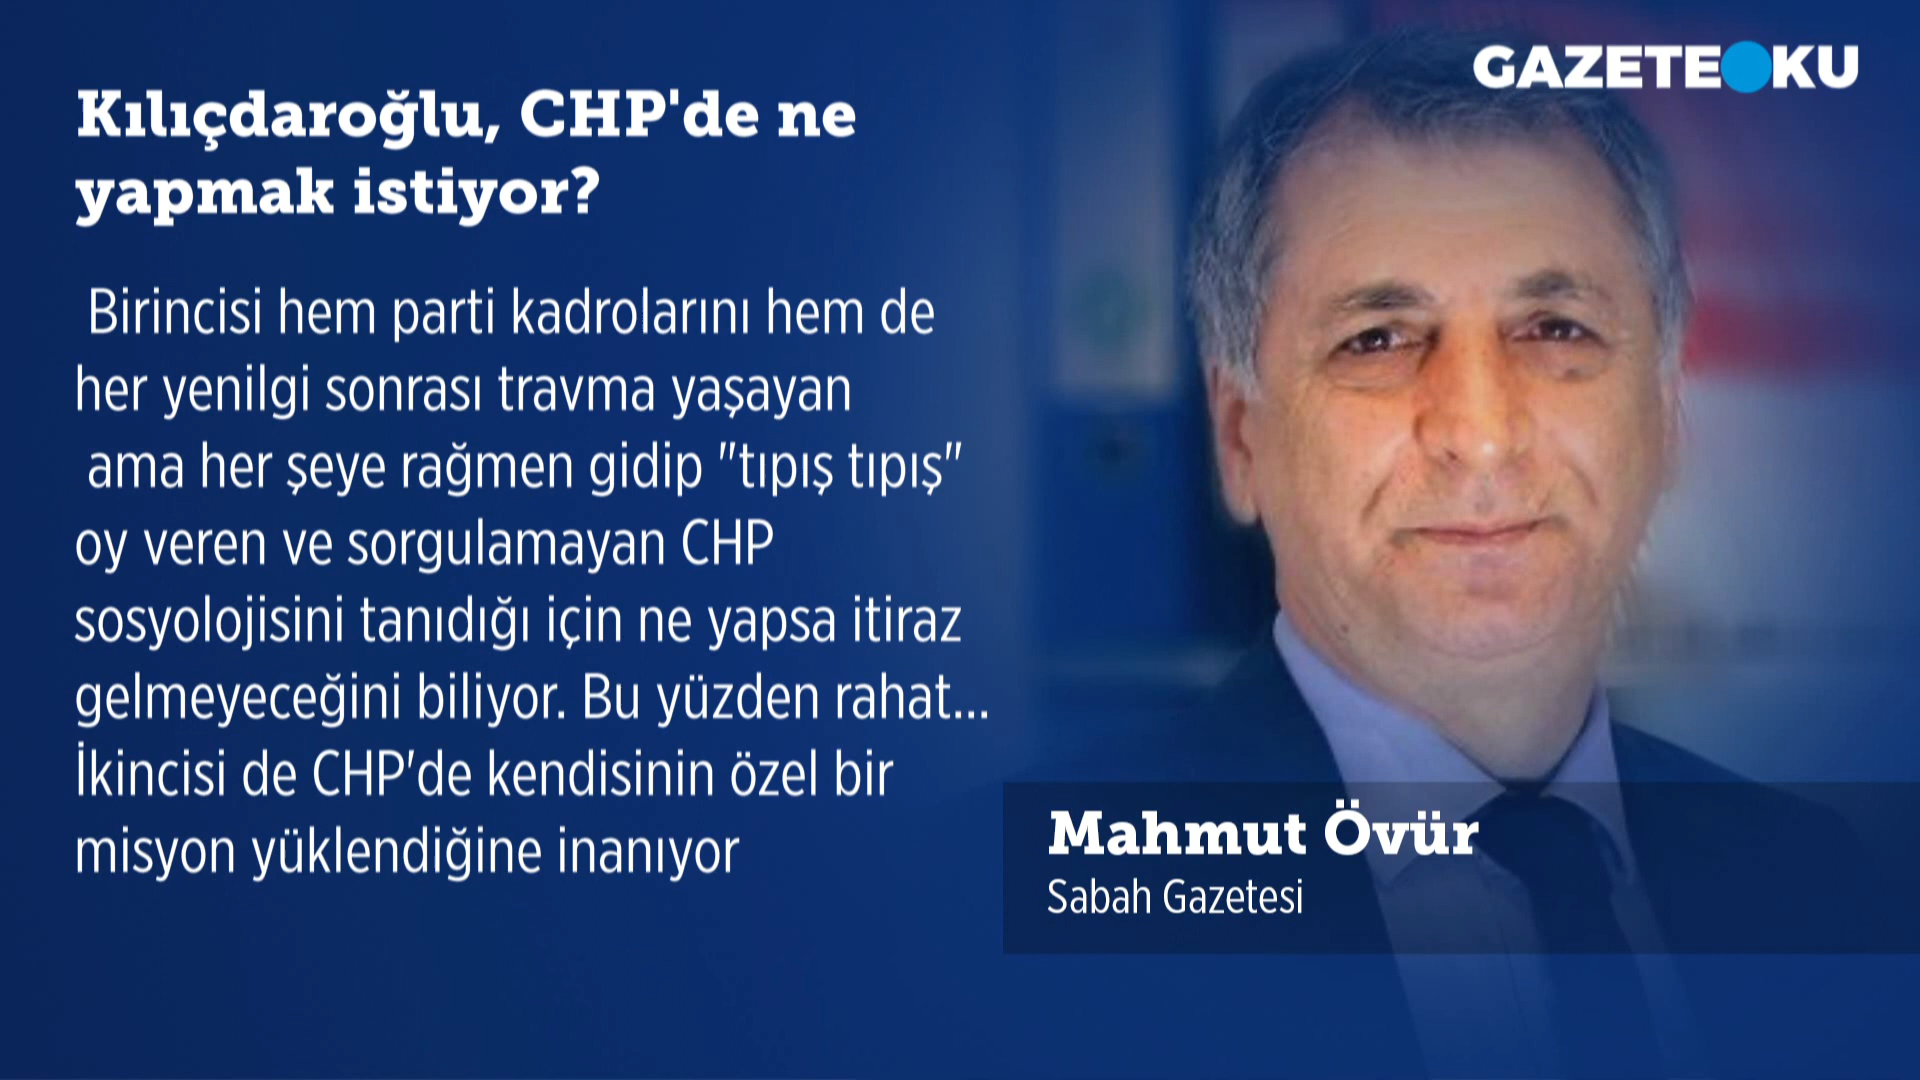 GAZETE OKU
Kılıçdaroğlu, CHP'de ne
yapmak istiyor?
Birincisi hem parti kadrolarını hem de
her yenilgi sonrası travma yaşayan
ama her şeye rağmen gidip "tıpış tıpış"
oy veren ve sorgulamayan CHP
sosyolojisini tanıdığı için ne yapsa itiraz
gelmeyeceğini biliyor. Bu yüzden rahat...
İkincisi de CHP'de kendisinin özel bir
misyon yüklendiğine inanıyor
Mahmut Övür
Sabah Gazetesi